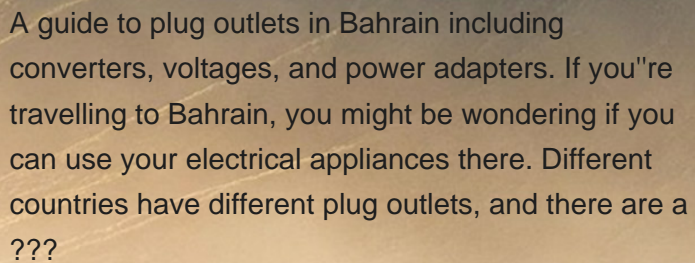 A guide to plug outlets in Bahrain including
converters, voltages, and power adapters. If you"re
travelling to Bahrain, you might be wondering if you
can use your electrical appliances there. Different
countries have different plug outlets, and there are a
???